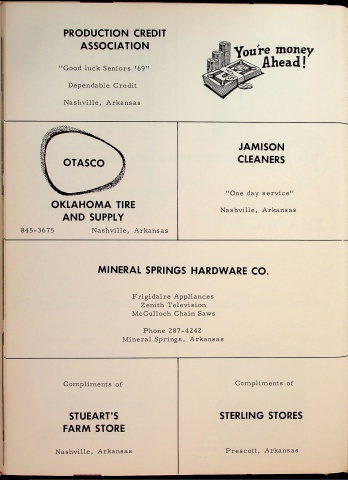 PRODUCTION CREDIT
ASSOCIATION
"Good luck Seniors '69"
Dependable Credit
Nashville, Arkansas
You're money
Ahead!
OTASCO
OKLAHOMA TIRE
AND SUPPLY
845-3675 Nashville, Arkansas
JAMISON
CLEANERS
"One day service"
Nashville, Arkansas
MINERAL SPRINGS HARDWARE CO.
Frigidaire Appliances
Zenith Television
McCulloch Chain Saws
Phone 287-4242
Mineral Springs, Arkansas
Compliments of
STUEART'S
FARM STORE
Nashville, Arkansas
Compliments of
STERLING STORES
Prescott, Arkansas